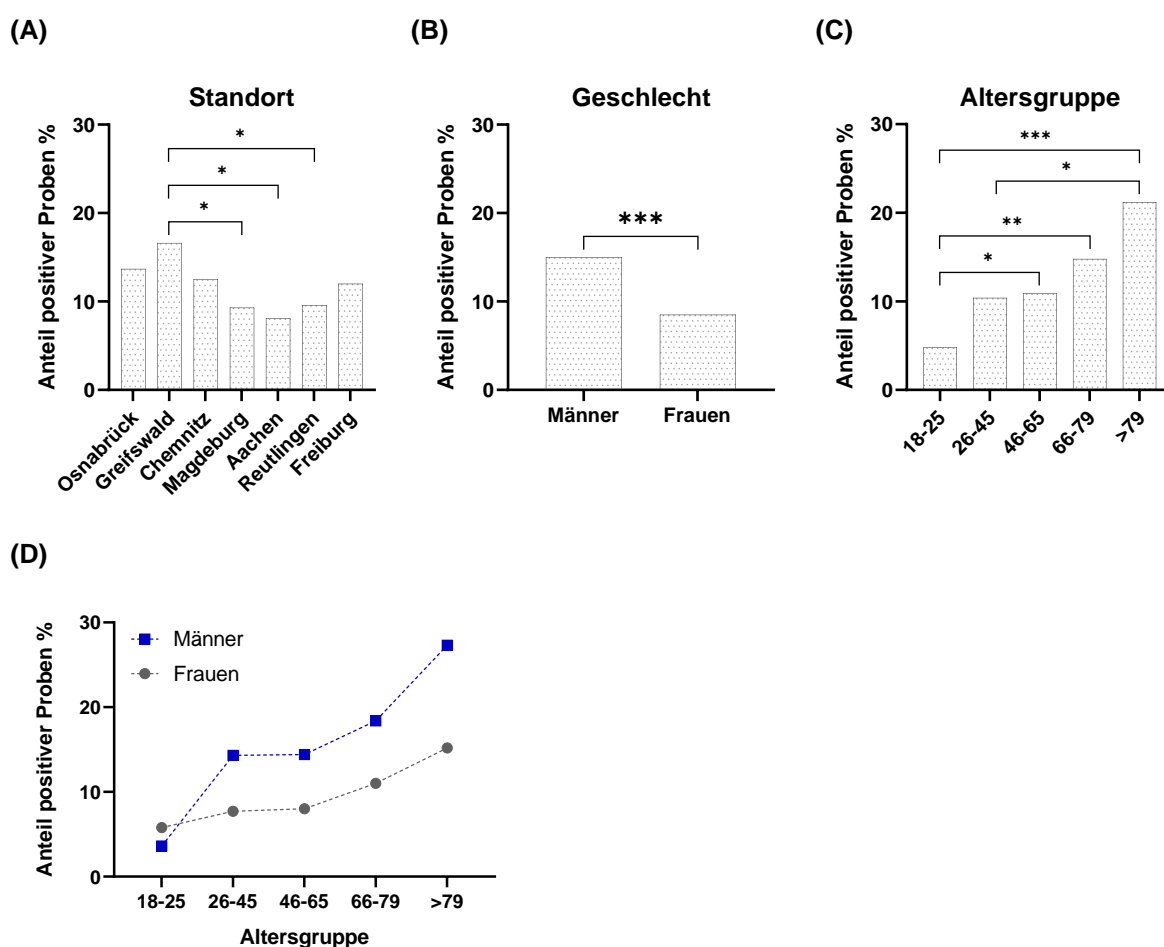 (A)
Standort
Anteil positiver Proben %
30
20
10
0
*
*
*
Osnabrück
Greifswald
Chemnitz
Magdeburg
Aachen
Reutlingen
Freiburg
(B)
Geschlecht
Anteil positiver Proben %
30
20
10
0
***
Männer
Frauen
(C)
Altersgruppe
Anteil positiver Proben %
30
20
10
0
***
*
**
*
18-25
26-45
46-65
66-79
>79
(D)
Anteil positiver Proben %
30
20
10
0
Männer
Frauen
18-25
26-45
46-65
66-79
>79
Altersgruppe